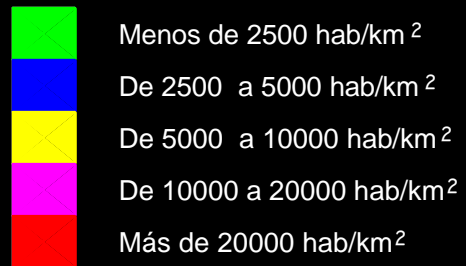 Menos de 2500 hab/km²
De 2500 a 5000 hab/km²
De 5000 a 10000 hab/km²
De 10000 a 20000 hab/km²
Más de 20000 hab/km²